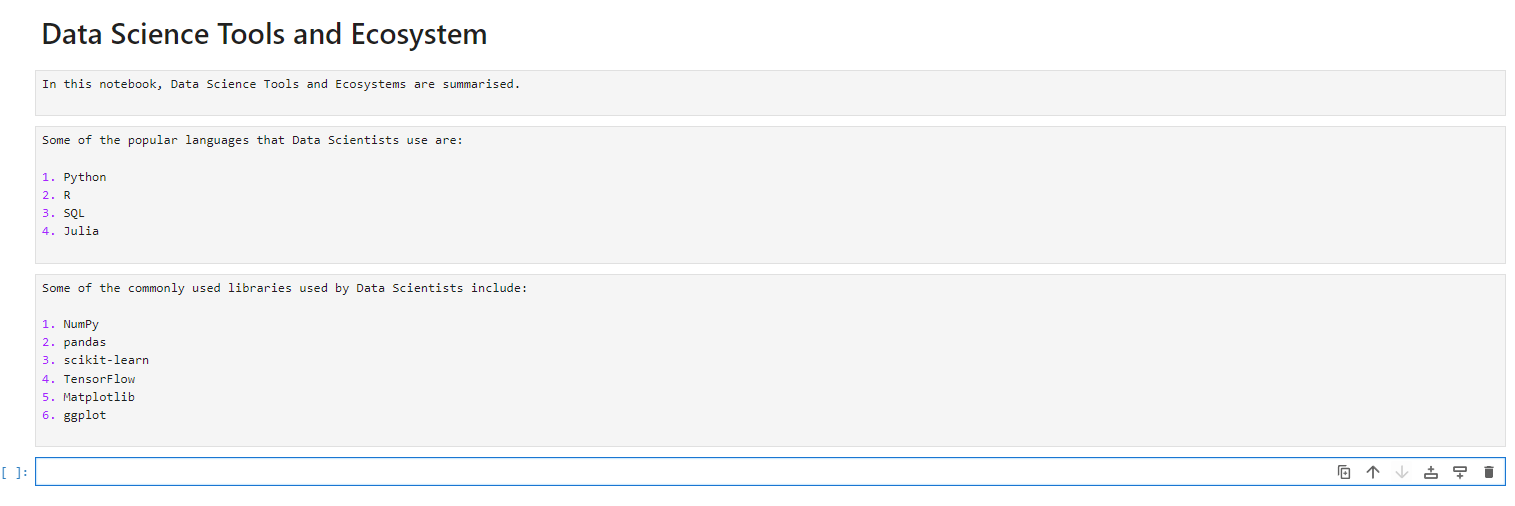 Data Science Tools and Ecosystem
In this notebook, Data Science Tools and Ecosystems are summarised.
Some of the popular languages that Data Scientists use are:
1. Python
2. R
3. SQL
4. Julia
Some of the commonly used libraries used by Data Scientists include:
1. NumPy
2. pandas
3. scikit-learn
4. TensorFlow
5. Matplotlib
6. ggplot
[ ]: